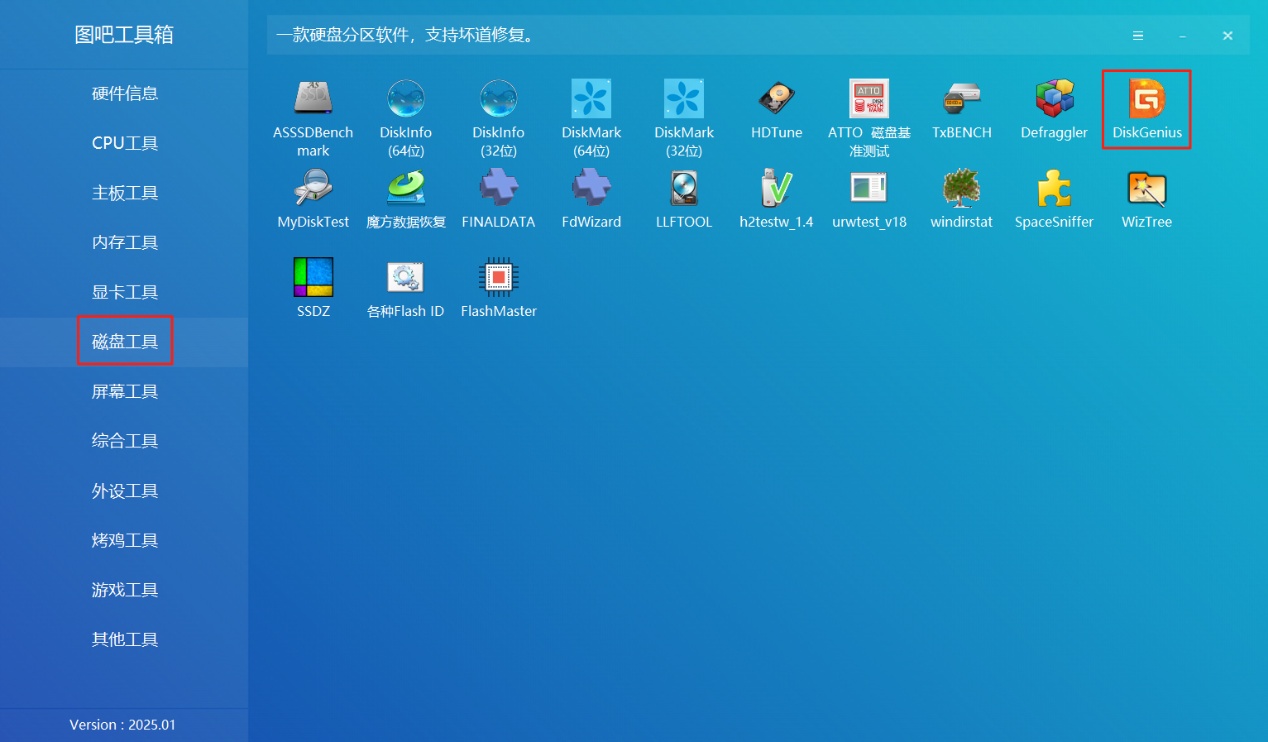 图吧工具箱
硬件信息
CPU工具
主板工具
内存工具
显卡工具
磁盘工具
屏幕工具
综合工具
外设工具
烤鸡工具
游戏工具
其他工具
Version : 2025.01
一款硬盘分区软件，支持坏道修复。
ASSSDBench
mark
DiskInfo
(64位)
DiskInfo
(32位)
DiskMark
(64位)
DiskMark
(32位)
HDTune
ATTO 磁盘基
准测试
TxBENCH
Defraggler
DiskGenius
MyDiskTest
魔方数据恢复
FINALDATA
FdWizard
LLFTOOL
h2testw_1.4
urwtest_v18
windirstat
SpaceSniffer
WizTree
SSDZ
各种Flash ID
FlashMaster